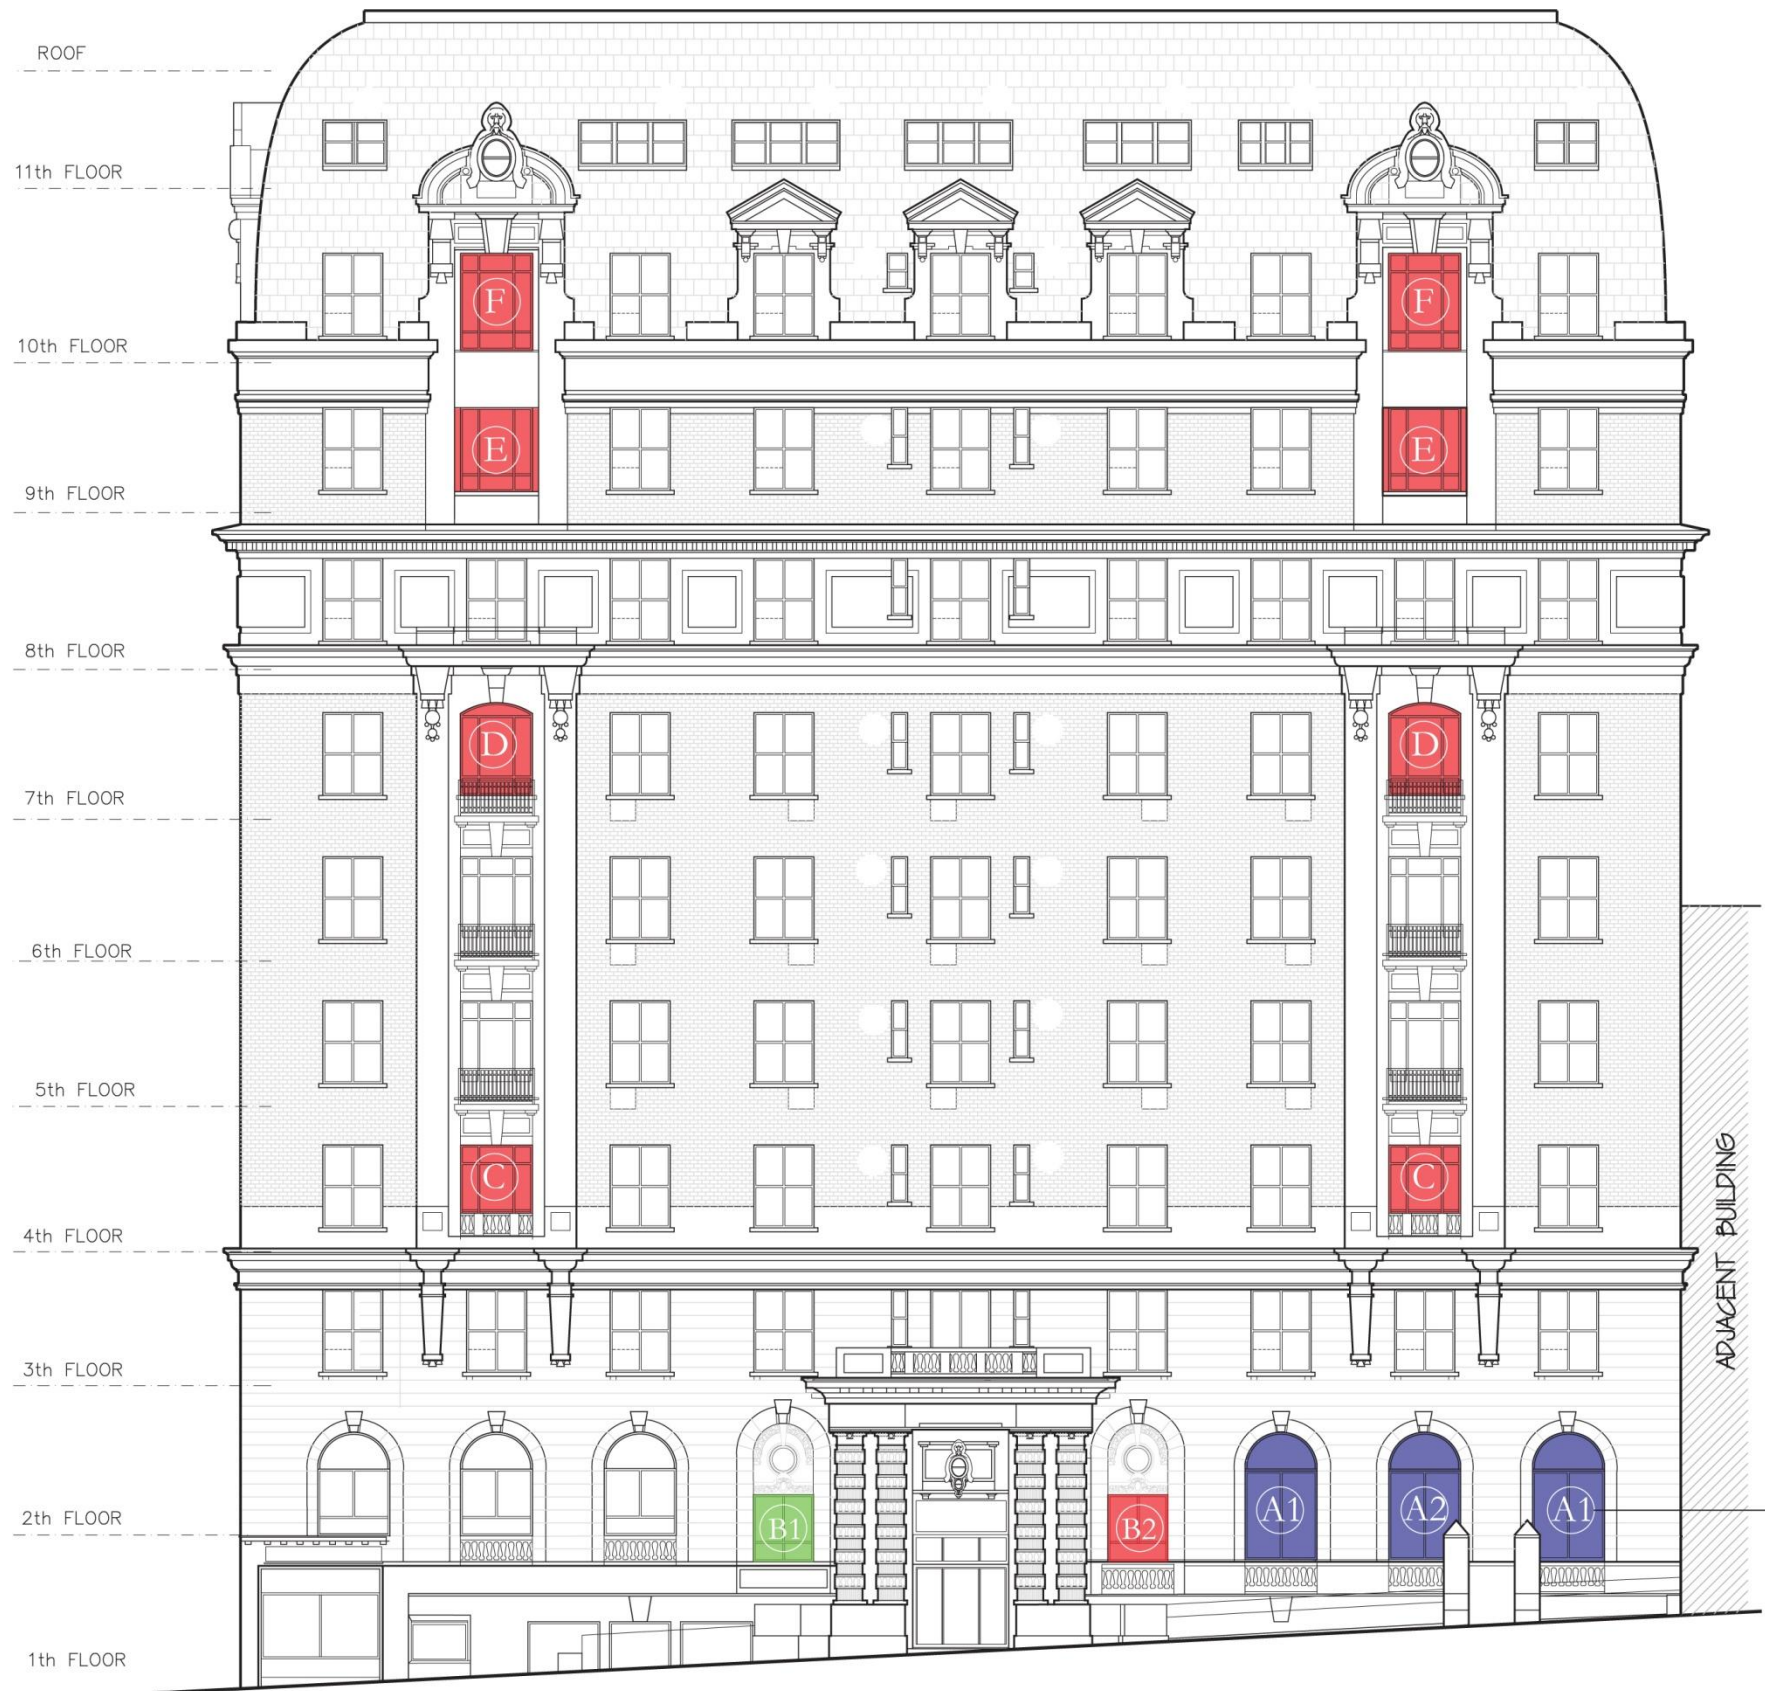 ROOF
11th FLOOR
F F
10th FLOOR
E E
9th FLOOR
8th FLOOR
D D
7th FLOOR
6th FLOOR
5th FLOOR
ADJACENT BUILDING
C C
4th FLOOR
3th FLOOR
2th FLOOR
B1 B2 A1 A2 A1
1th FLOOR